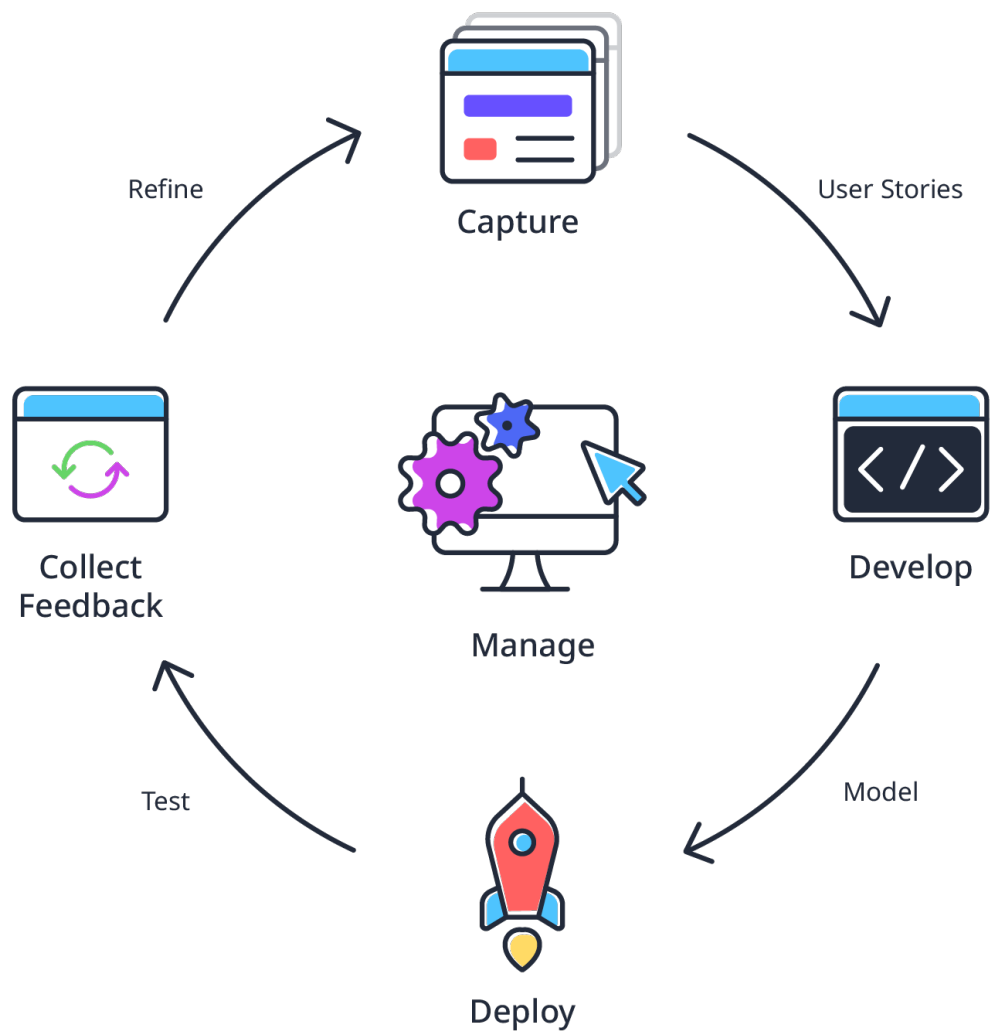 Capture
Refine
User Stories
Collect
Feedback
Develop
Manage
Test
Model
Deploy